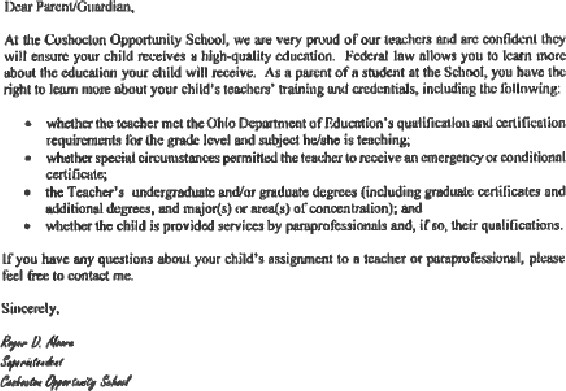 Dear Parent/Guardian,
At the Coshocton Opportunity School, we are very proud of our teachers and are confident they
will ensure your child receives a high-quality education. Federal law allows you to learn more
about the education your child will receive. As a parent of a student at the School, you have the
right to learn more about your child's teachers' training and credentials, including the following:
• whether the teacher met the Ohio Department of Education's qualification and certification
requirements for the grade level and subject he/she is teaching;
• whether special circumstances permitted the teacher to receive an emergency or conditional
certificate;
• the Teacher's undergraduate and/or graduate degrees (including graduate certificates and
additional degrees, and major(s) or area(s) of concentration); and
• whether the child is provided services by paraprofessionals and, if so, their qualifications.
If you have any questions about your child's assignment to a teacher or paraprofessional, please
feel free to contact me.
Sincerely,
Roger D. Moore
Superintendent
Coshocton Opportunity School